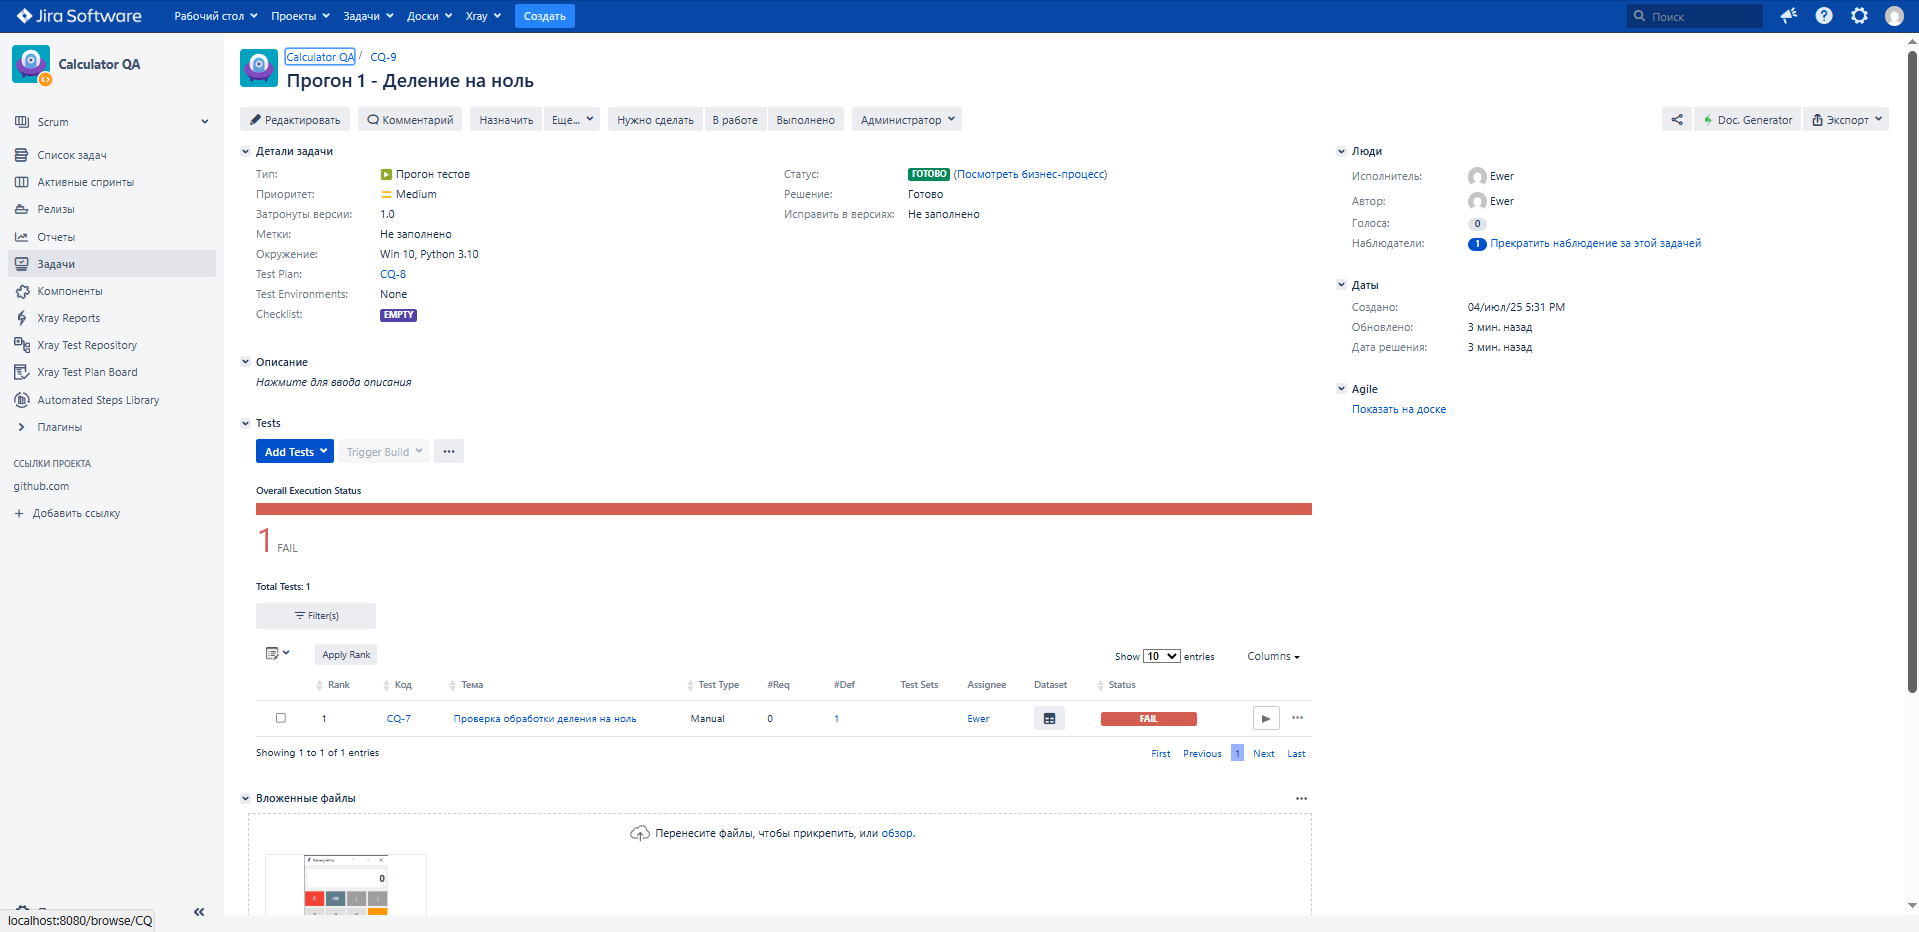 Jira Software
Рабочий стол
Проекты
Задачи
Доски
Xray
Создать
Поиск
Calculator QA
Scrum
Список задач
Активные спринты
Релизы
Отчеты
Задачи
Компоненты
Xray Reports
Xray Test Repository
Xray Test Plan Board
Automated Steps Library
Плагины
ССЫЛКИ ПРОЕКТА
github.com
+ Добавить ссылку
localhost:8080/browse/CQ
Calculator QA / CQ-9
Прогон 1 - Деление на ноль
Редактировать
Комментарий
Назначить
Еще...
Нужно сделать
В работе
Выполнено
Администратор
Doc. Generator
Экспорт
Детали задачи
Тип: Прогон тестов
Приоритет: Medium
Затронуты версии: 1.0
Метки: Не заполнено
Окружение: Win 10, Python 3.10
Test Plan: CQ-8
Test Environments: None
Checklist: EMPTY
Статус: ГОТОВО (Посмотреть бизнес-процесс)
Решение: Готово
Исправить в версиях: Не заполнено
Описание
Нажмите для ввода описания
Tests
Add Tests
Trigger Build
...
Overall Execution Status
1 FAIL
Total Tests: 1
Filter(s)
Apply Rank
Show 10 entries
Columns
Rank Код Тема Test Type #Req #Def Test Sets Assignee Dataset Status
1 CQ-7 Проверка обработки деления на ноль Manual 0 1 Ewer FAIL
Showing 1 to 1 of 1 entries
First Previous 1 Next Last
Вложенные файлы
Перенесите файлы, чтобы прикрепить, или обзор.
Калькулятор
0
C
Люди
Исполнитель: Ewer
Автор: Ewer
Голоса: 0
Наблюдатели: 1 Прекратить наблюдение за этой задачей
Даты
Создано: 04/июл/25 5:31 PM
Обновлено: 3 мин. назад
Дата решения: 3 мин. назад
Agile
Показать на доске